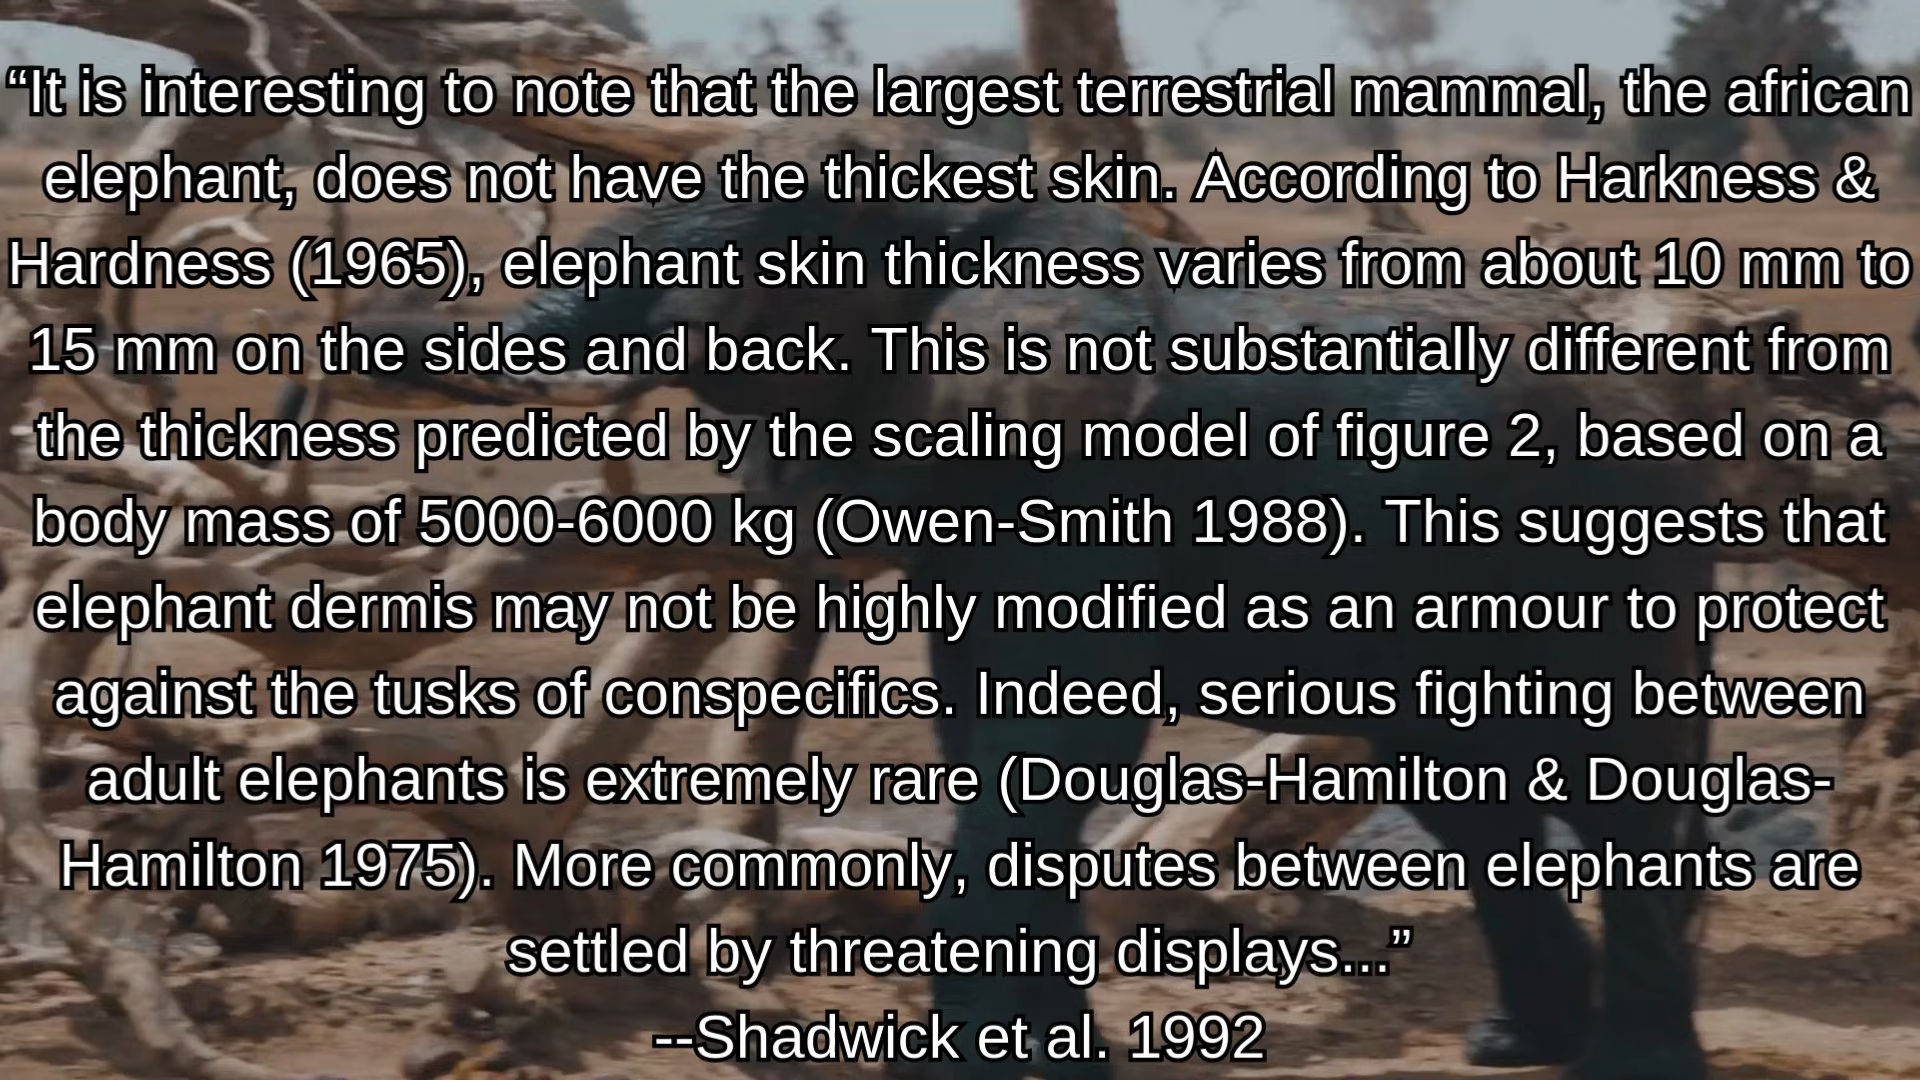 “It is interesting to note that the largest terrestrial mammal, the african
elephant, does not have the thickest skin. According to Harkness &
Hardness (1965), elephant skin thickness varies from about 10 mm to
15 mm on the sides and back. This is not substantially different from
the thickness predicted by the scaling model of figure 2, based on a
body mass of 5000-6000 kg (Owen-Smith 1988). This suggests that
elephant dermis may not be highly modified as an armour to protect
against the tusks of conspecifics. Indeed, serious fighting between
adult elephants is extremely rare (Douglas-Hamilton & Douglas-
Hamilton 1975). More commonly, disputes between elephants are
settled by threatening displays...”
--Shadwick et al. 1992